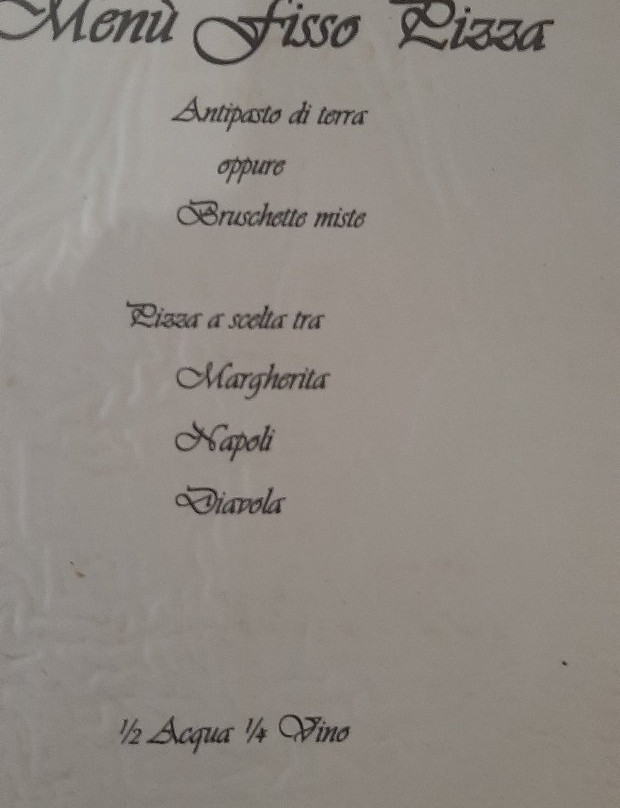 Menù Fisso Pizza
Antipasto di terra
oppure
Bruschette miste
Pizza a scelta tra
Margherita
Napoli
Diavola
½ Acqua ¼ Vino